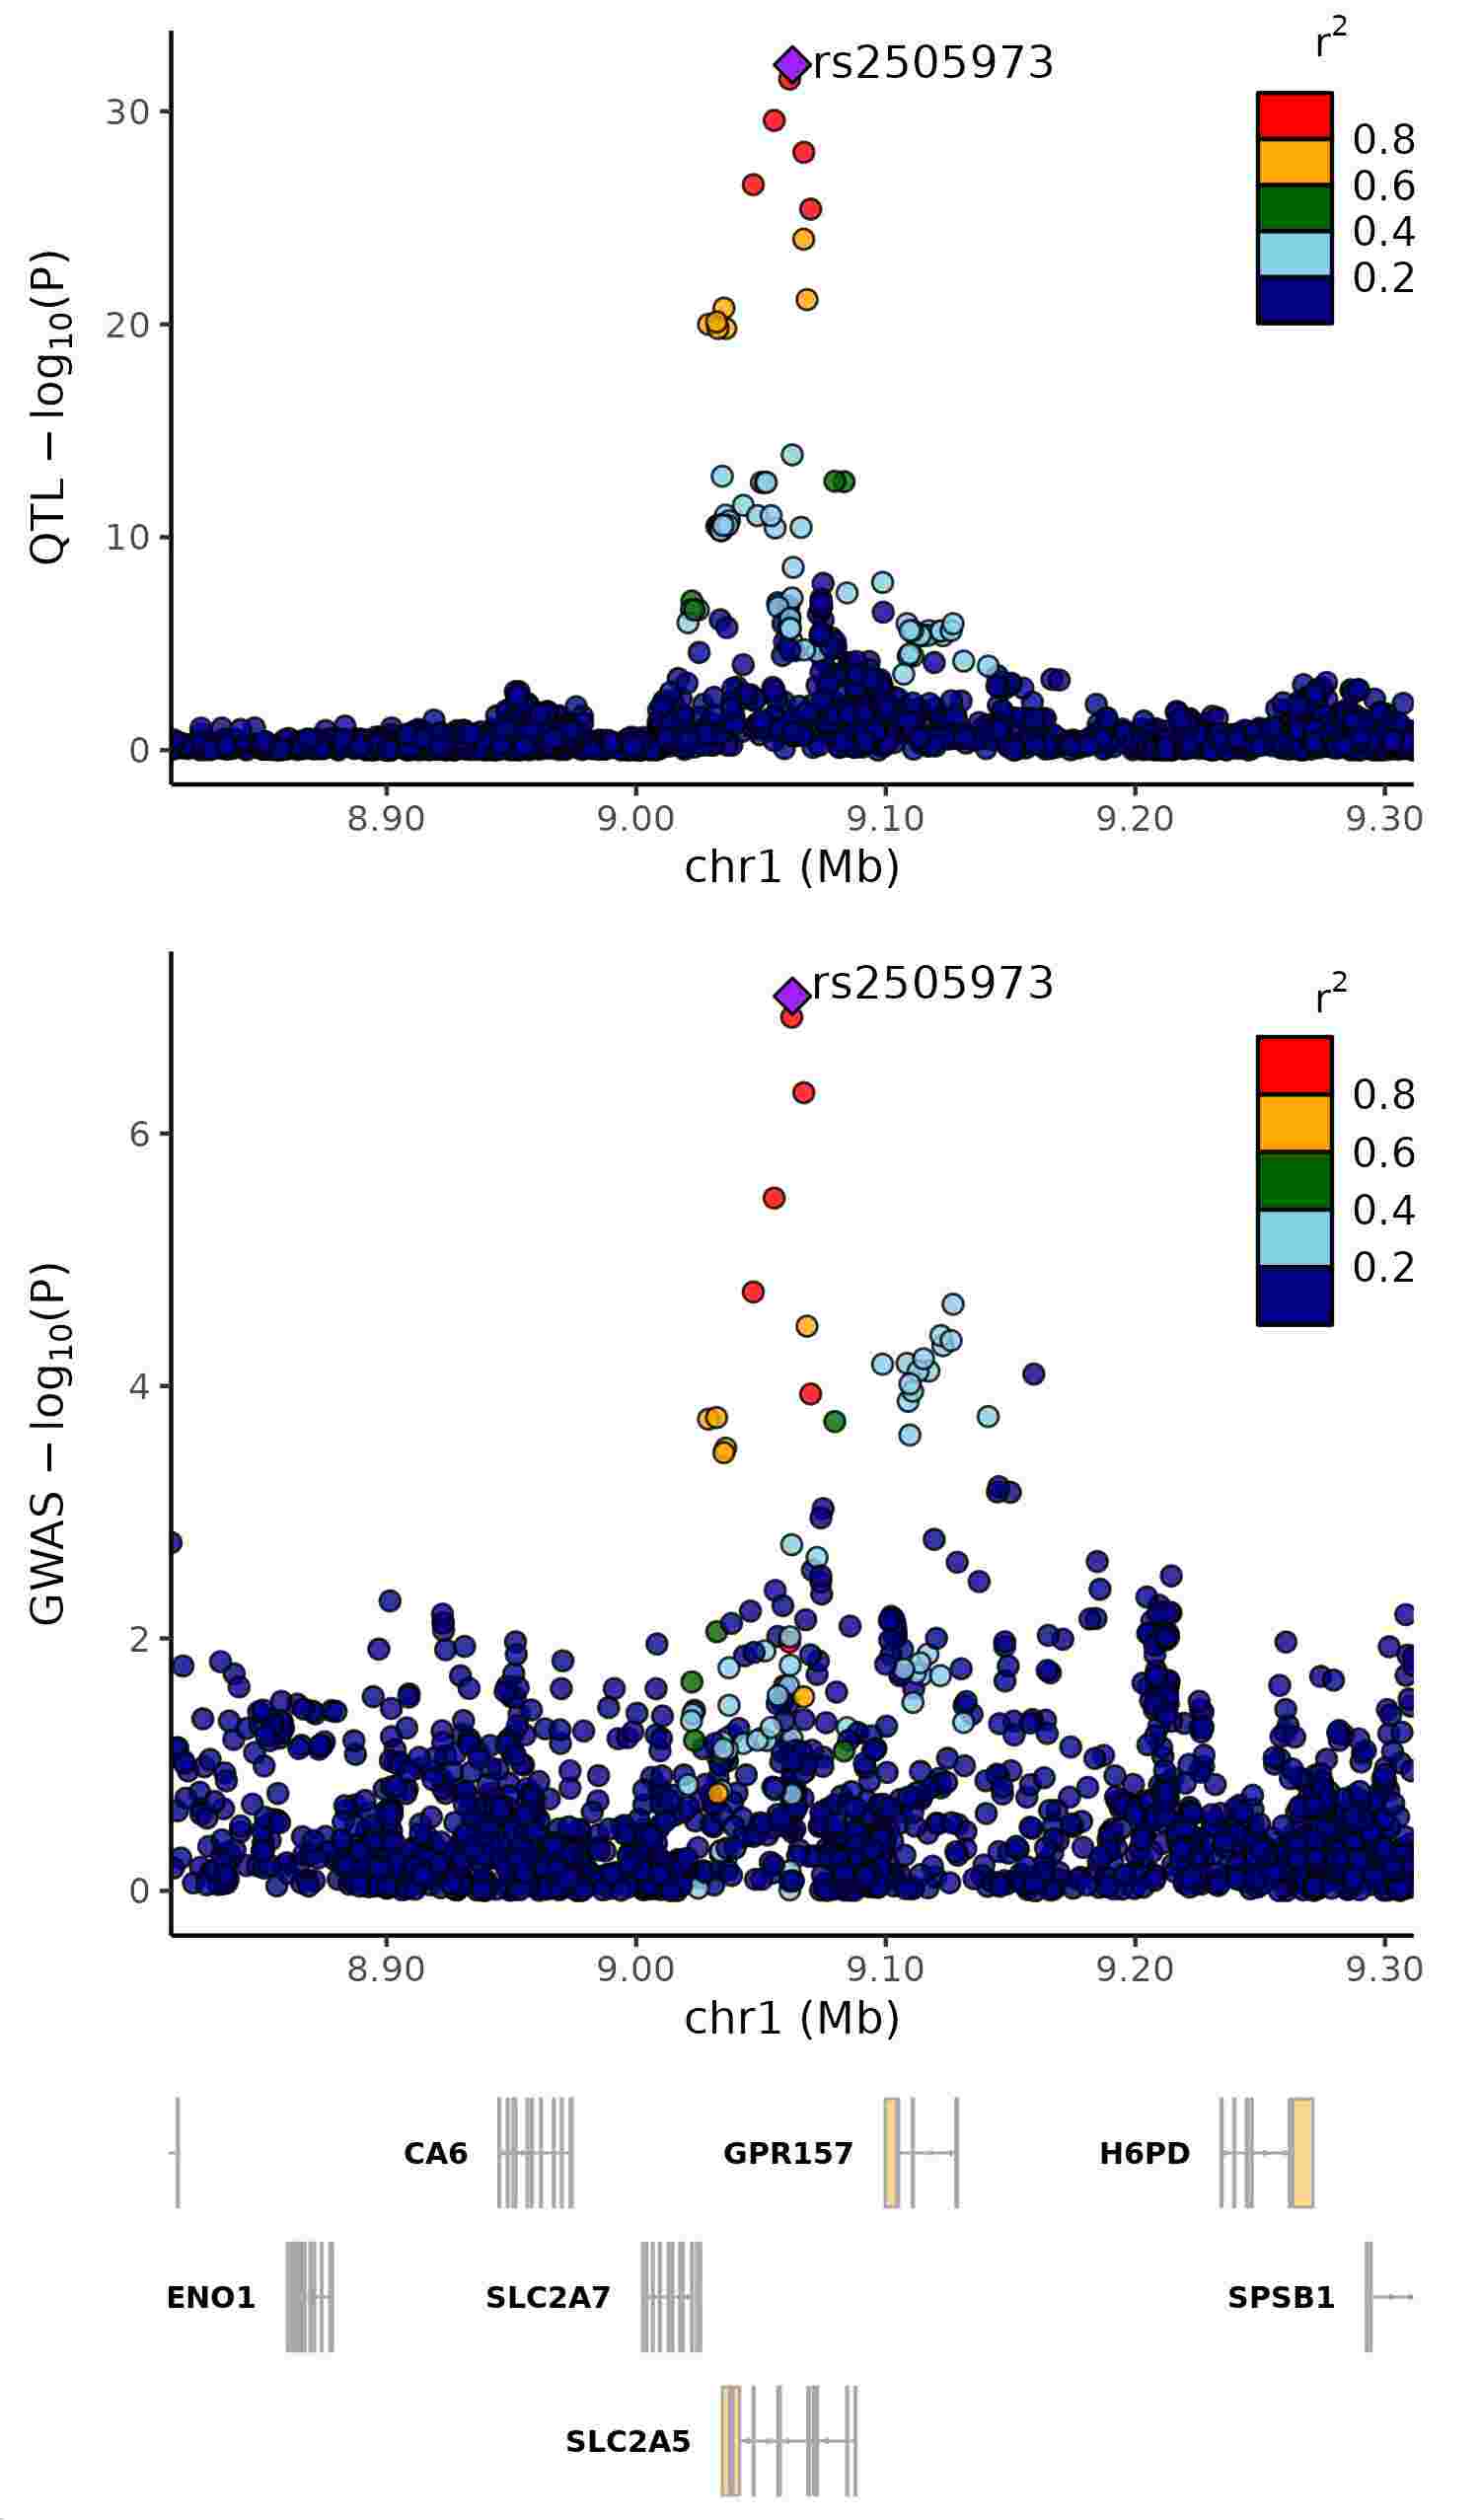 rs2505973
r2
30
20
10
0
0.8
0.6
0.4
0.2
QTL −log10(P)
8.90 9.00 9.10 9.20 9.30
chr1 (Mb)
rs2505973
r2
6
4
2
0
0.8
0.6
0.4
0.2
GWAS −log10(P)
8.90 9.00 9.10 9.20 9.30
chr1 (Mb)
CA6 GPR157 H6PD
ENO1 SLC2A7 SPSB1
SLC2A5